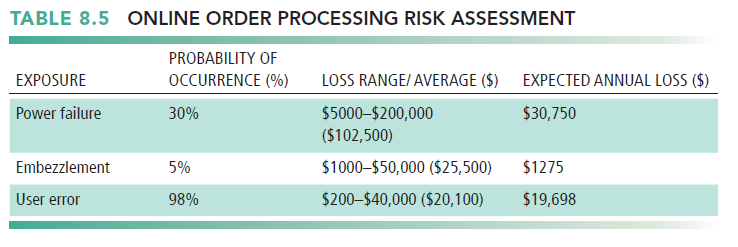 TABLE 8.5 ONLINE ORDER PROCESSING RISK ASSESSMENT
PROBABILITY OF
EXPOSURE OCCURRENCE (%) LOSS RANGE/ AVERAGE ($) EXPECTED ANNUAL LOSS ($)
Power failure 30% $5000–$200,000 $30,750
($102,500)
Embezzlement 5% $1000–$50,000 ($25,500) $1275
User error 98% $200–$40,000 ($20,100) $19,698